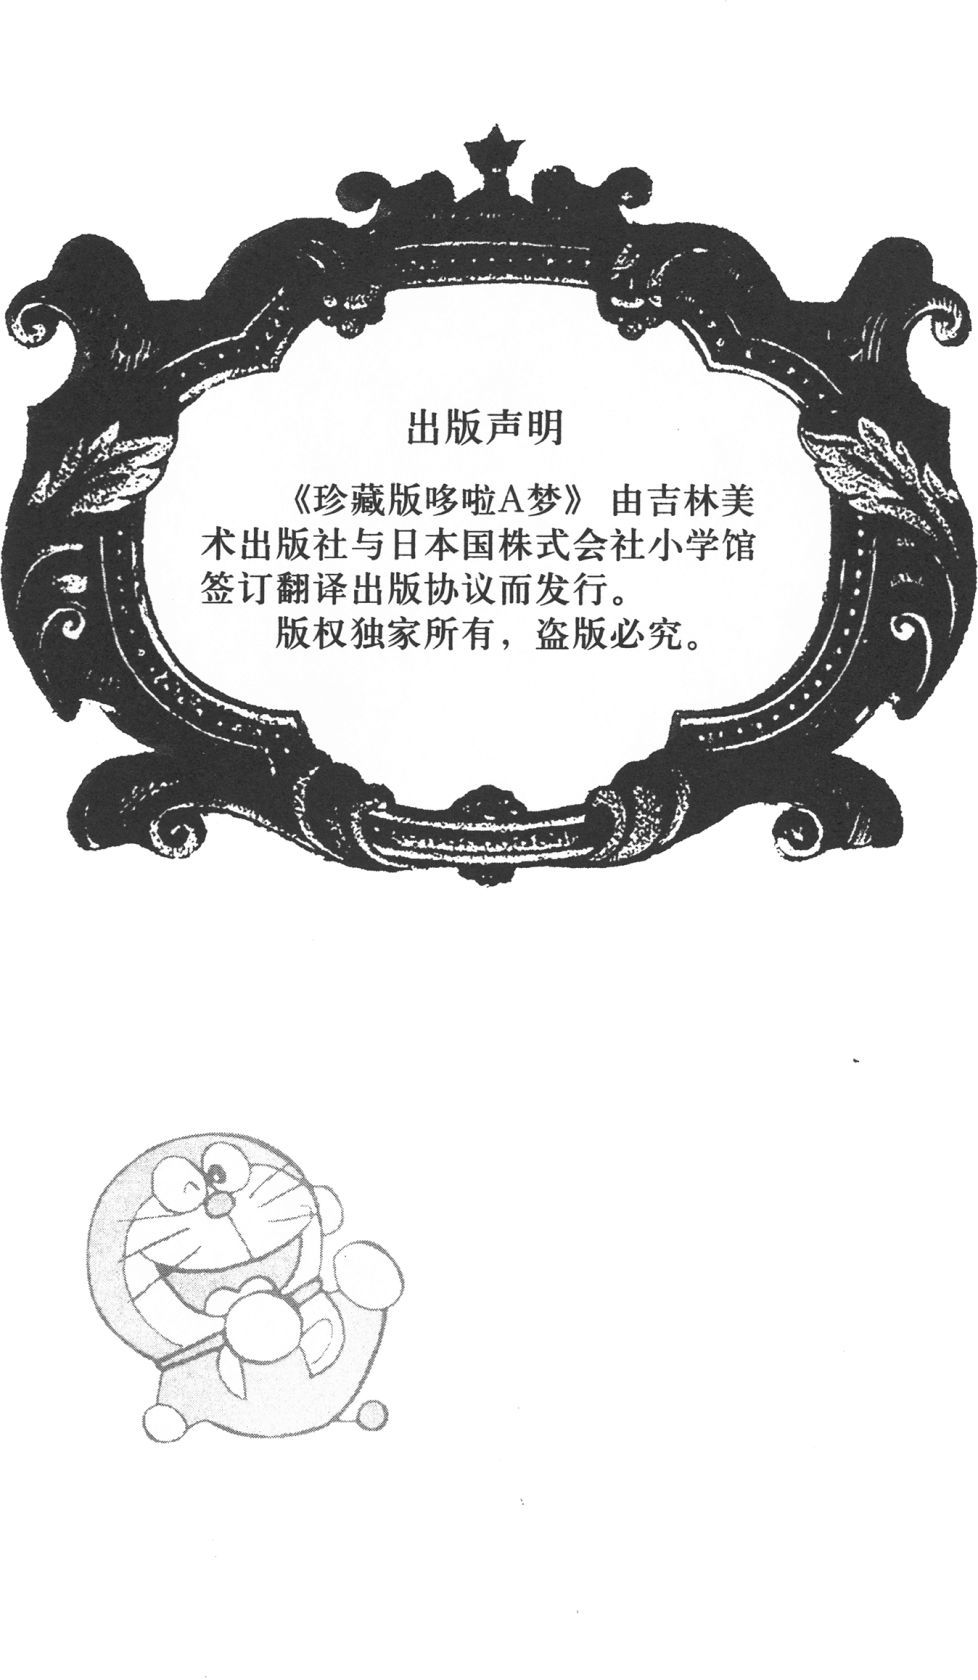 出版声明
《珍藏版哆啦A梦》 由吉林美
术出版社与日本国株式会社小学馆
签订翻译出版协议而发行。
版权独家所有，盗版必究。